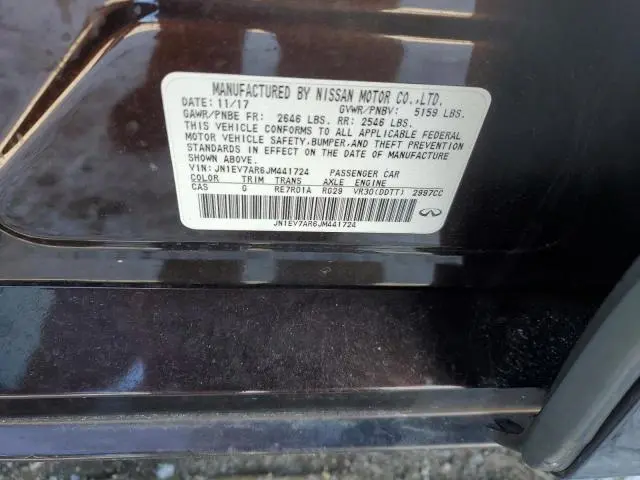 MANUFACTURED BY NISSAN MOTOR CO.,LTD.
DATE: 11/17 GVWR/PNBV: 5159 LBS.
GAWR/PNBE FR: 2646 LBS. RR: 2546 LBS.
THIS VEHICLE CONFORMS TO ALL APPLICABLE FEDERAL
MOTOR VEHICLE SAFETY,BUMPER,AND THEFT PREVENTION
STANDARDS IN EFFECT ON THE DATE OF MANUFACTURE
SHOWN ABOVE.
VIN: JN1EV7AR6JM441724 PASSENGER CAR
COLOR TRIM TRANS AXLE ENGINE
CAS G RE7R01A RG29 VR30(DDTT) 2997CC
JN1EV7AR6JM441724